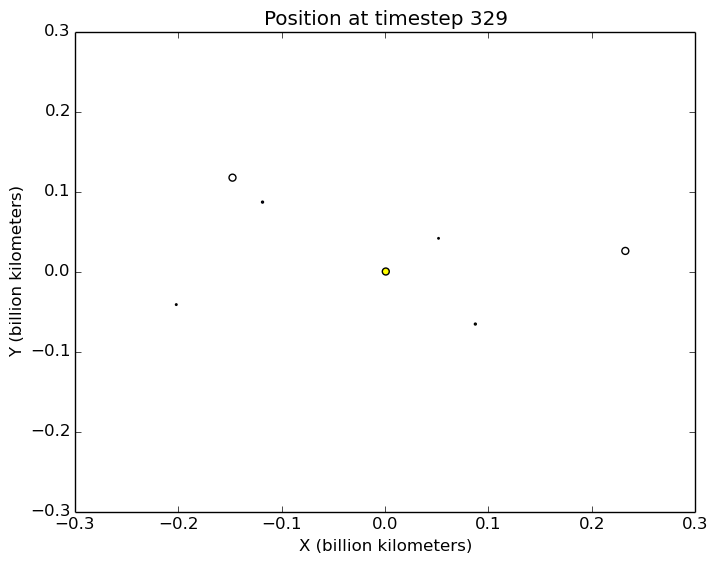 Position at timestep 329
0.3
0.2
0.1
0.0
−0.1
−0.2
−0.3
Y (billion kilometers)
−0.3 −0.2 −0.1 0.0 0.1 0.2 0.3
X (billion kilometers)